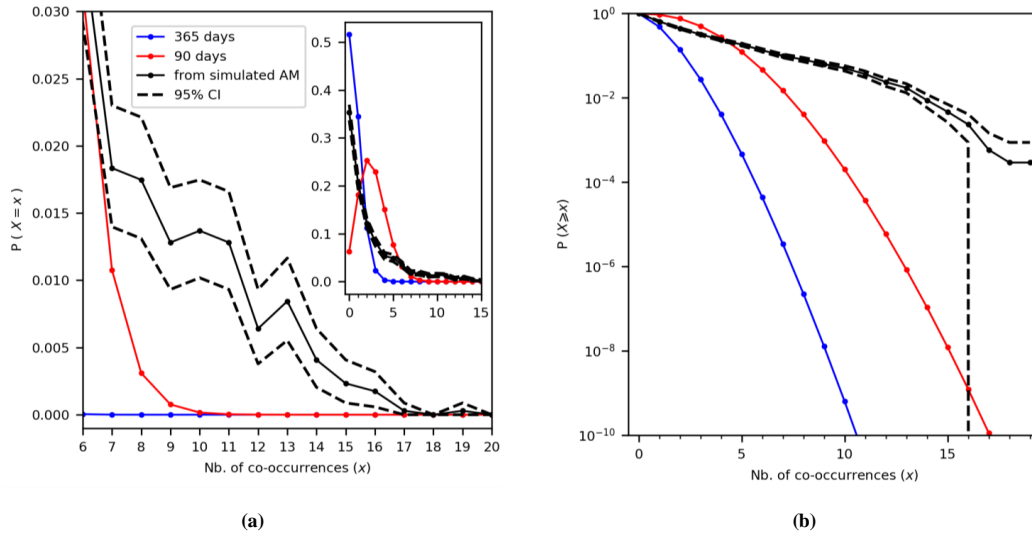 0.030
0.025
0.020
0.015
0.010
0.005
0.000
P ( X = x )
6 7 8 9 10 11 12 13 14 15 16 17 18 19 20
Nb. of co-occurrences (x)
365 days
90 days
from simulated AM
95% CI
0.5
0.4
0.3
0.2
0.1
0.0
0 5 10 15
(a)
10⁰
10⁻²
10⁻⁴
10⁻⁶
10⁻⁸
10⁻¹⁰
P (X⩾x)
0 5 10 15
Nb. of co-occurrences (x)
(b)